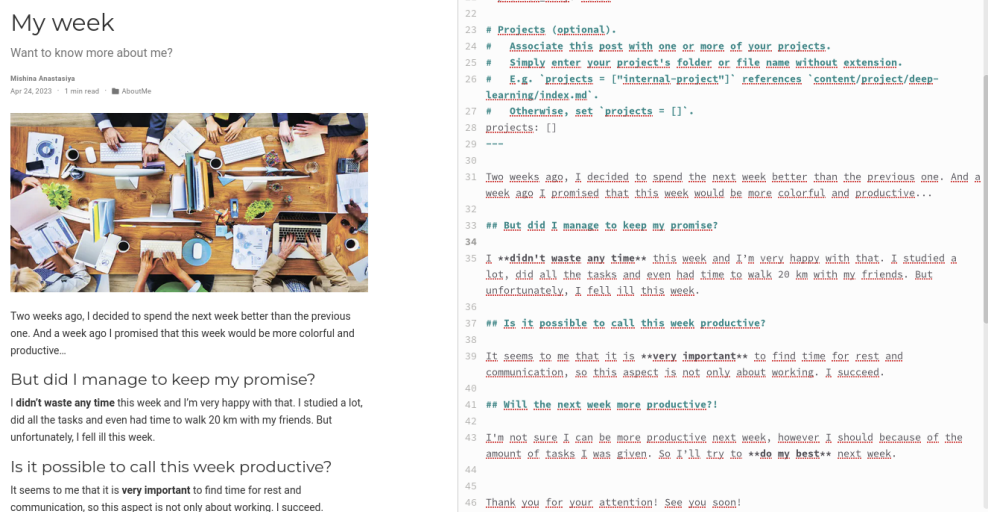 My week
Want to know more about me?
Mishina Anastasiya
Apr 24, 2023 · 1 min read · AboutMe
Two weeks ago, I decided to spend the next week better than the previous
one. And a week ago I promised that this week would be more colorful and
productive…
But did I manage to keep my promise?
I didn't waste any time this week and I'm very happy with that. I studied a lot,
did all the tasks and even had time to walk 20 km with my friends. But
unfortunately, I fell ill this week.
Is it possible to call this week productive?
It seems to me that it is very important to find time for rest and
communication, so this aspect is not only about working. I succeed.
22
23 # Projects (optional).
24 #   Associate this post with one or more of your projects.
25 #   Simply enter your project's folder or file name without extension.
26 #   E.g. `projects = ["internal-project"]` references `content/project/deep-
learning/index.md`.
27 #   Otherwise, set `projects = []`.
28 projects: []
29 ---
30
31 Two weeks ago, I decided to spend the next week better than the previous one. And a
week ago I promised that this week would be more colorful and productive...
32
33 ## But did I manage to keep my promise?
34
35 I **didn't waste any time** this week and I'm very happy with that. I studied a
lot, did all the tasks and even had time to walk 20 km with my friends. But
unfortunately, I fell ill this week.
36
37 ## Is it possible to call this week productive?
38
39 It seems to me that it is **very important** to find time for rest and
communication, so this aspect is not only about working. I succeed.
40
41 ## Will the next week more productive?!
42
43 I'm not sure I can be more productive next week, however I should because of the
amount of tasks I was given. So I'll try to **do my best** next week.
44
45
46 Thank you for your attention! See you soon!